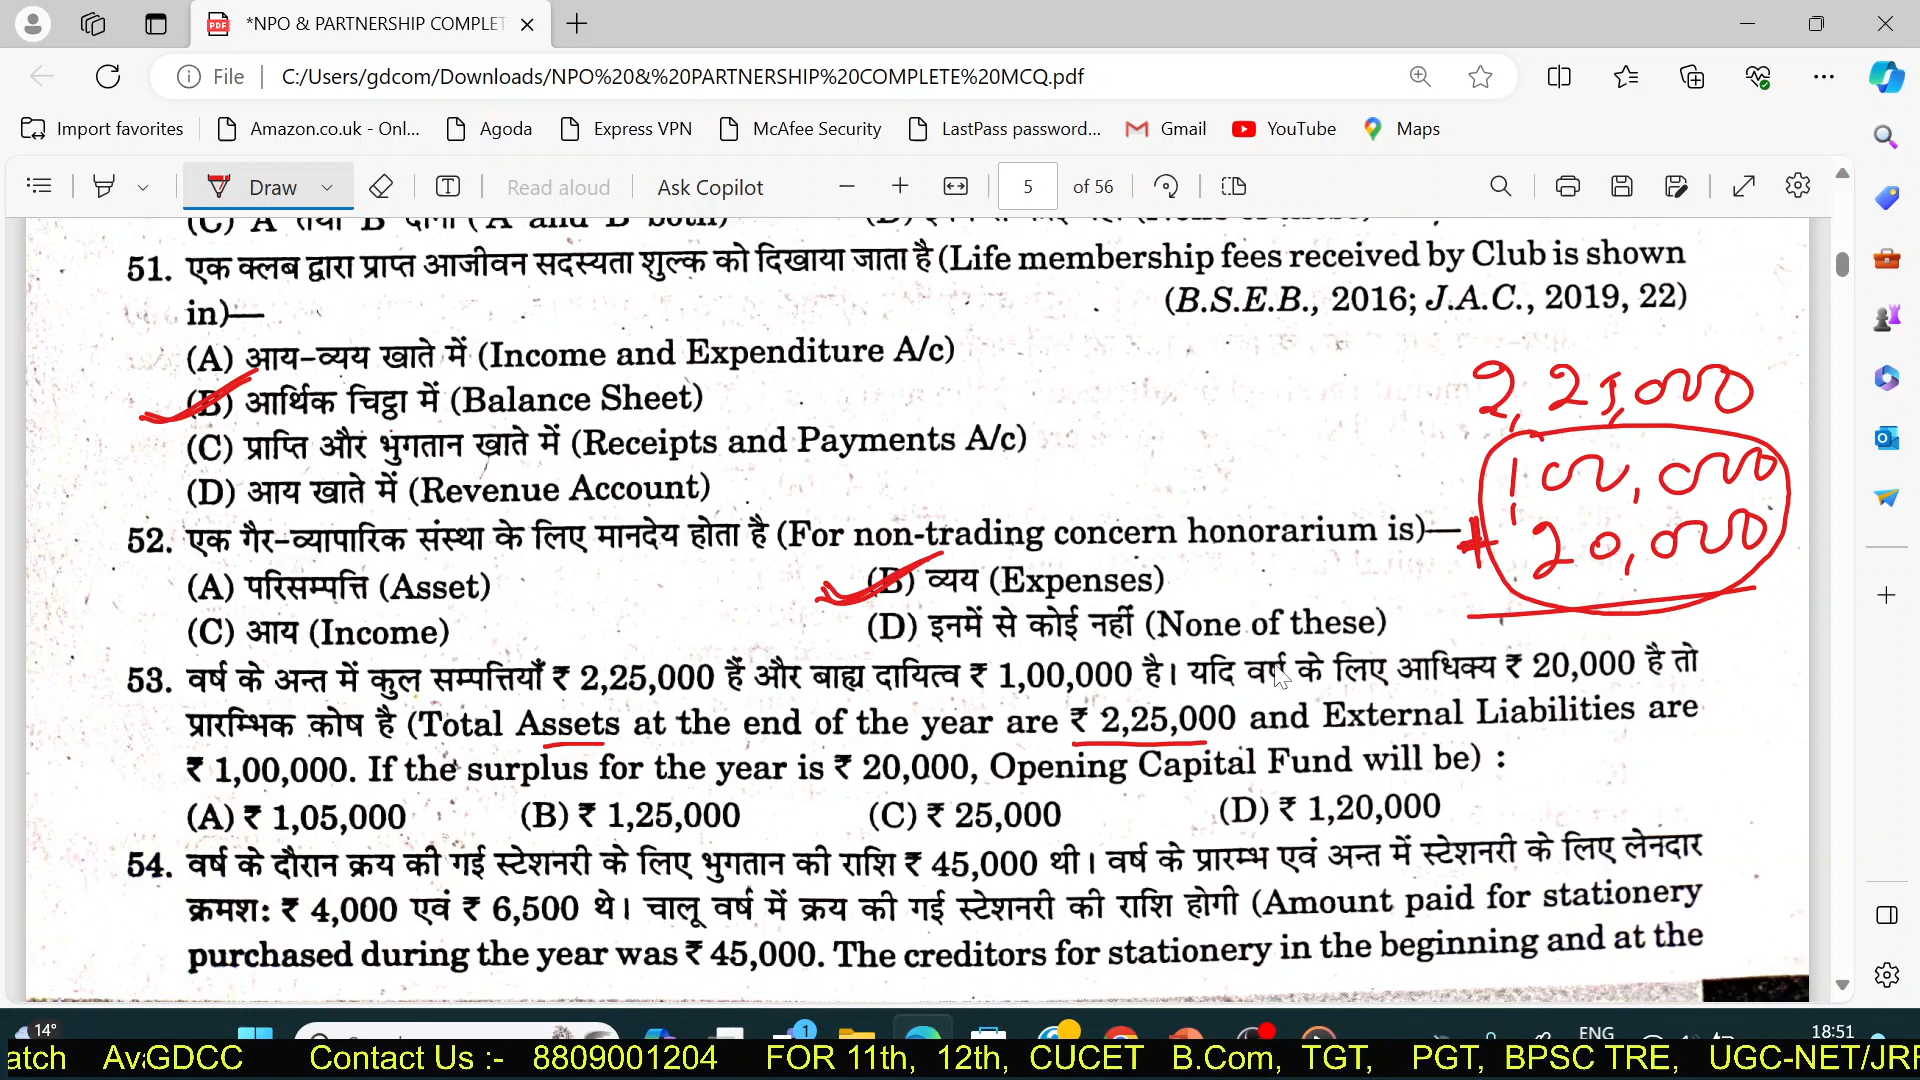 *NPO & PARTNERSHIP COMPLET
File C:/Users/gdcom/Downloads/NPO%20&%20PARTNERSHIP%20COMPLETE%20MCQ.pdf
Import favorites Amazon.co.uk - Onl... Agoda Express VPN McAfee Security LastPass password... Gmail YouTube Maps
Draw Read aloud Ask Copilot 5 of 56
51. एक क्लब द्वारा प्राप्त आजीवन सदस्यता शुल्क को दिखाया जाता है (Life membership fees received by Club is shown
in)— (B.S.E.B., 2016; J.A.C., 2019, 22)
(A) आय-व्यय खाते में (Income and Expenditure A/c)
(B) आर्थिक चिट्ठा में (Balance Sheet)
(C) प्राप्ति और भुगतान खाते में (Receipts and Payments A/c)
(D) आय खाते में (Revenue Account)
2,25,000
100,000
+ 20,000
52. एक गैर-व्यापारिक संस्था के लिए मानदेय होता है (For non-trading concern honorarium is)—
(A) परिसम्पत्ति (Asset) (B) व्यय (Expenses)
(C) आय (Income) (D) इनमें से कोई नहीं (None of these)
53. वर्ष के अन्त में कुल सम्पत्तियाँ ₹ 2,25,000 हैं और बाह्य दायित्व ₹ 1,00,000 है। यदि वर्ष के लिए आधिक्य ₹ 20,000 है तो
प्रारम्भिक कोष है (Total Assets at the end of the year are ₹ 2,25,000 and External Liabilities are
₹ 1,00,000. If the surplus for the year is ₹ 20,000, Opening Capital Fund will be) :
(A) ₹ 1,05,000 (B) ₹ 1,25,000 (C) ₹ 25,000 (D) ₹ 1,20,000
54. वर्ष के दौरान क्रय की गई स्टेशनरी के लिए भुगतान की राशि ₹ 45,000 थी। वर्ष के प्रारम्भ एवं अन्त में स्टेशनरी के लिए लेनदार
क्रमश: ₹ 4,000 एवं ₹ 6,500 थे। चालू वर्ष में क्रय की गई स्टेशनरी की राशि होगी (Amount paid for stationery
purchased during the year was ₹ 45,000. The creditors for stationery in the beginning and at the
14° 1 ENG 18:51
atch Av GDCC Contact Us :- 8809001204 FOR 11th, 12th, CUCET B.Com, TGT, PGT, BPSC TRE, UGC-NET/JRF